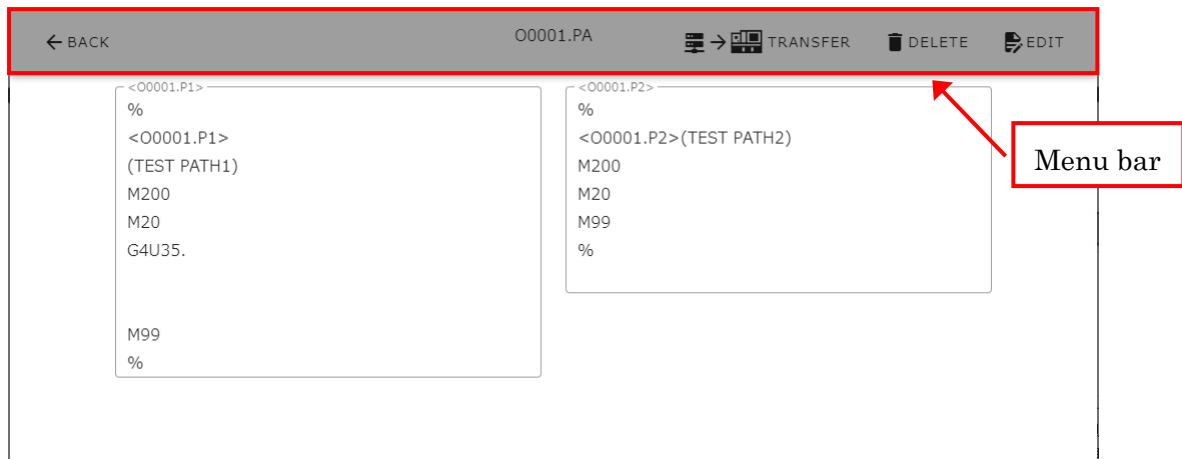 BACK O0001.PA TRANSFER DELETE EDIT
<O0001.P1>
%
<O0001.P1>
(TEST PATH1)
M200
M20
G4U35.
M99
%
<O0001.P2>
%
<O0001.P2>(TEST PATH2)
M200
M20
M99
%
Menu bar